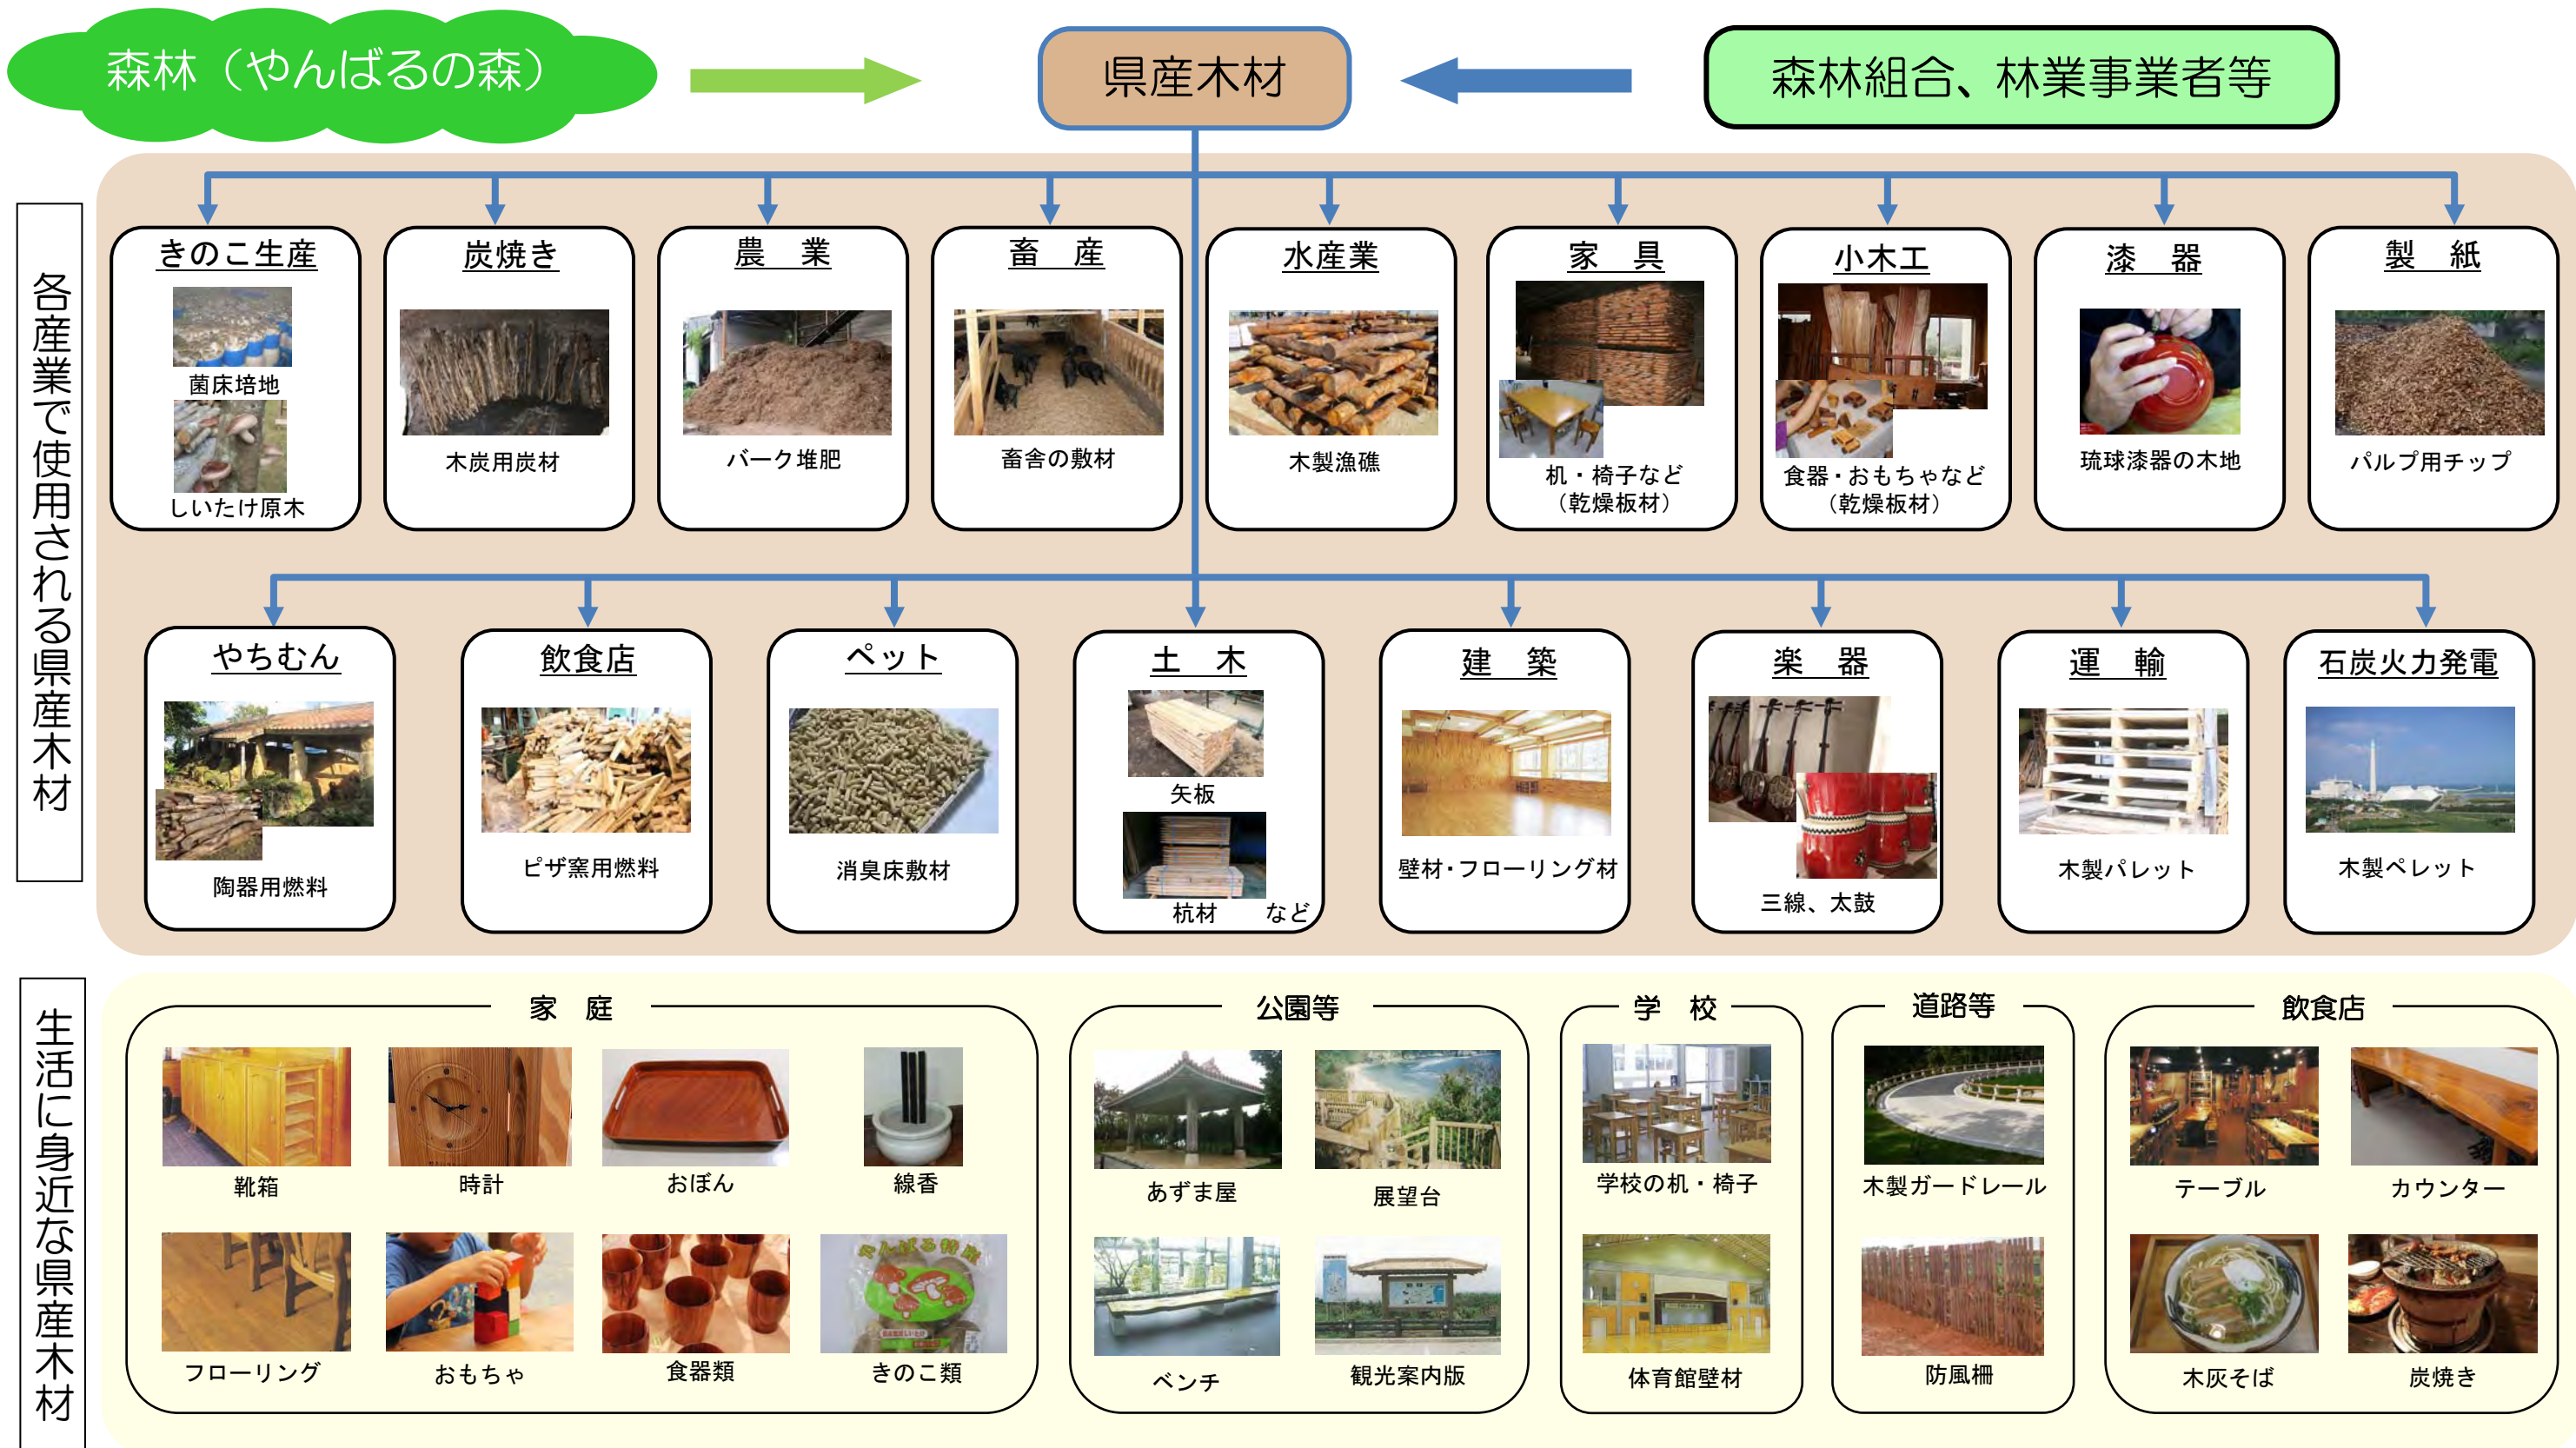 森林（やんばるの森）
県産木材
森林組合、林業事業者等
各産業で使用される県産木材
きのこ生産
菌床培地
しいたけ原木
炭焼き
木炭用炭材
農　業
バーク堆肥
畜　産
畜舎の敷材
水産業
木製漁礁
家　具
机・椅子など
（乾燥板材）
小木工
食器・おもちゃなど
（乾燥板材）
漆　器
琉球漆器の木地
製　紙
パルプ用チップ
やちむん
陶器用燃料
飲食店
ピザ窯用燃料
ペット
消臭床敷材
土　木
矢板
杭材　　など
建　築
壁材・フローリング材
楽　器
三線、太鼓
運　輸
木製パレット
石炭火力発電
木製ペレット
生活に身近な県産木材
家　庭
靴箱
時計
おぼん
線香
フローリング
おもちゃ
食器類
やんばる特産
きのこ類
公園等
あずま屋
展望台
ベンチ
観光案内版
学　校
学校の机・椅子
体育館壁材
道路等
木製ガードレール
防風柵
飲食店
テーブル
カウンター
木灰そば
炭焼き